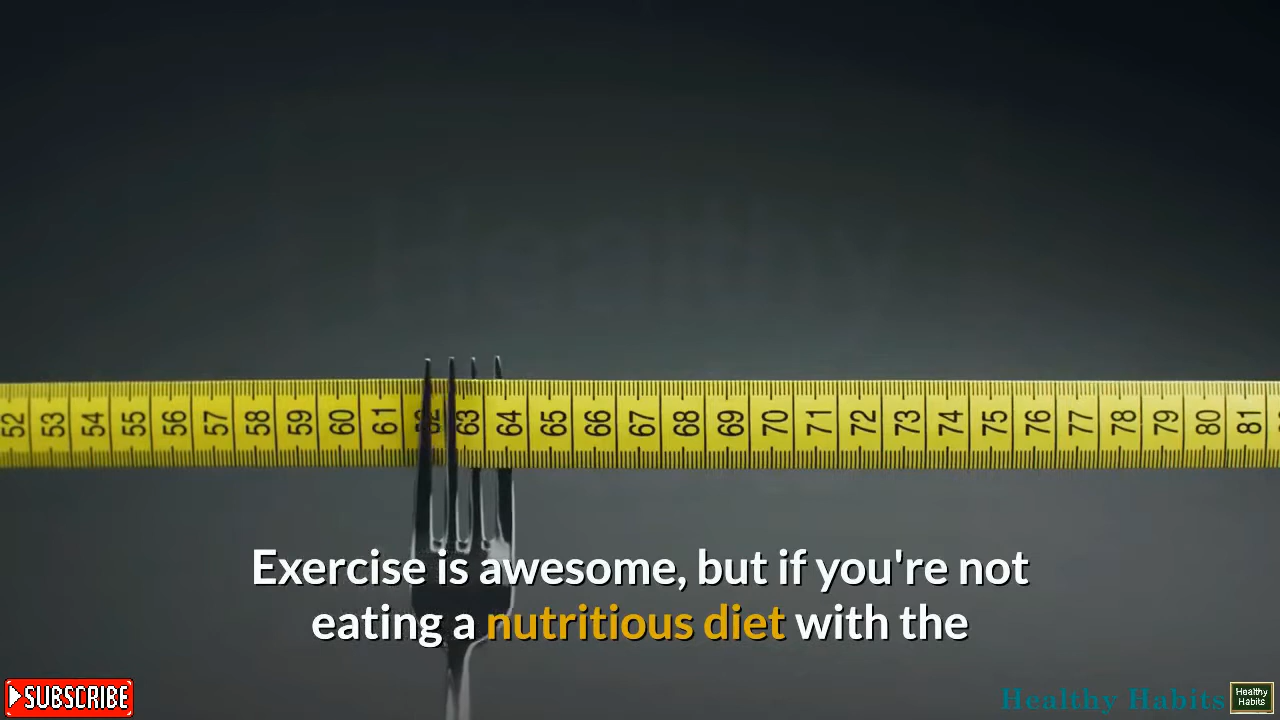 52 53 54 55 56 57 58 59 60 61 62 63 64 65 66 67 68 69 70 71 72 73 74 75 76 77 78 79 80 81
Exercise is awesome, but if you're not
eating a nutritious diet with the
SUBSCRIBE
Healthy Habits
Healthy
Habits